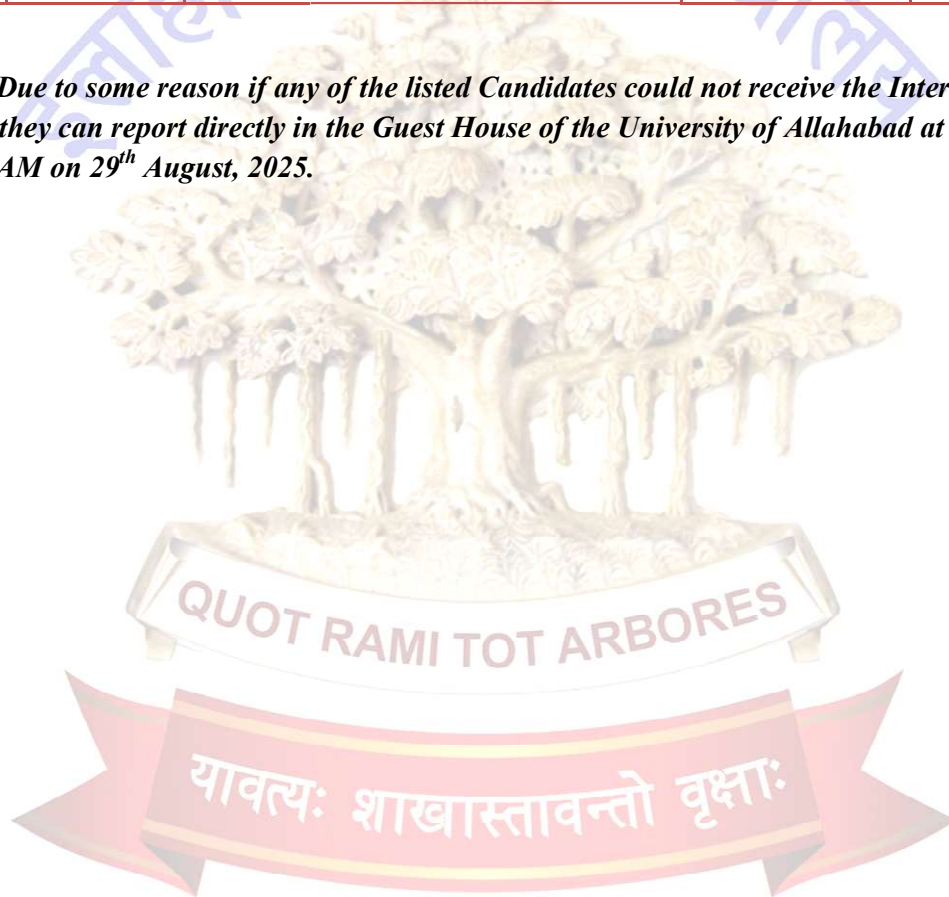 Due to some reason if any of the listed Candidates could not receive the Inter
they can report directly in the Guest House of the University of Allahabad at
AM on 29th August, 2025.
QUOT RAMI TOT ARBORES
यावत्यः शाखास्तावन्तो वृक्षाः